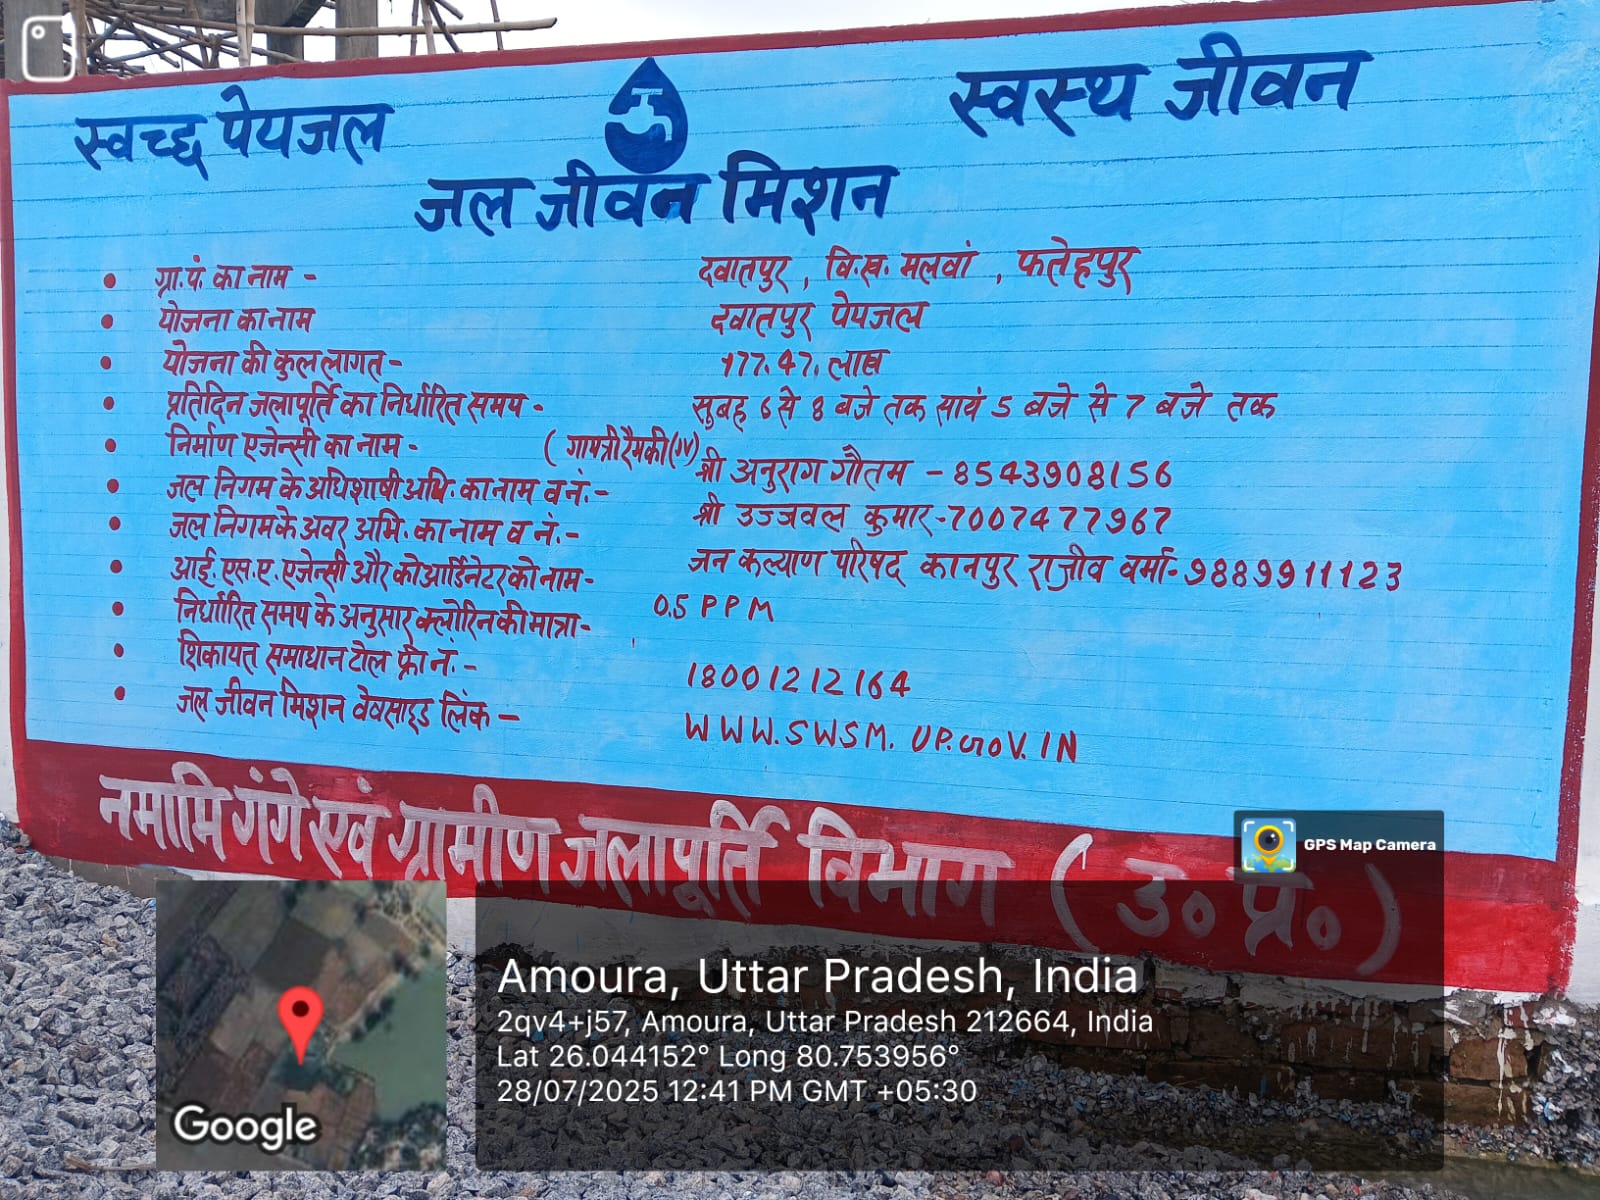 स्वच्छ पेयजल
स्वस्थ जीवन
जल जीवन मिशन
• ग्रा.पं. का नाम - दवातपुर , वि.ख. मलवां , फतेहपुर
• योजना का नाम दवातपुर पेयजल
• योजना की कुल लागत - 177.47. लाख
• प्रतिदिन जलापूर्ति का निर्धारित समय - सुबह 6 से 8 बजे तक सायं 5 बजे से 7 बजे तक
• निर्माण एजेन्सी का नाम - ( गायत्री रैमकी (JV)
• जल निगम के अधिशाषी अभि. का नाम व नं.- श्री अनुराग गौतम - 8543908156
• जल निगम के अवर अभि. का नाम व नं.- श्री उज्जवल कुमार-7007477967
• आई. एस. ए. एजेन्सी और कोआर्डिनेटर को नाम- जन कल्याण परिषद कानपुर राजीव वर्मा-9889911123
• निर्धारित समय के अनुसार क्लोरिन की मात्रा- 0.5 PPM
• शिकायत समाधान टोल फ्री नं.- 18001212164
• जल जीवन मिशन वेबसाइड लिंक - WWW.SWSM. UP.GOV.IN
नमामि गंगे एवं ग्रामीण जलापूर्ति विभाग (उ० प्र०)
GPS Map Camera
Amoura, Uttar Pradesh, India
2qv4+j57, Amoura, Uttar Pradesh 212664, India
Lat 26.044152° Long 80.753956°
28/07/2025 12:41 PM GMT +05:30
Google